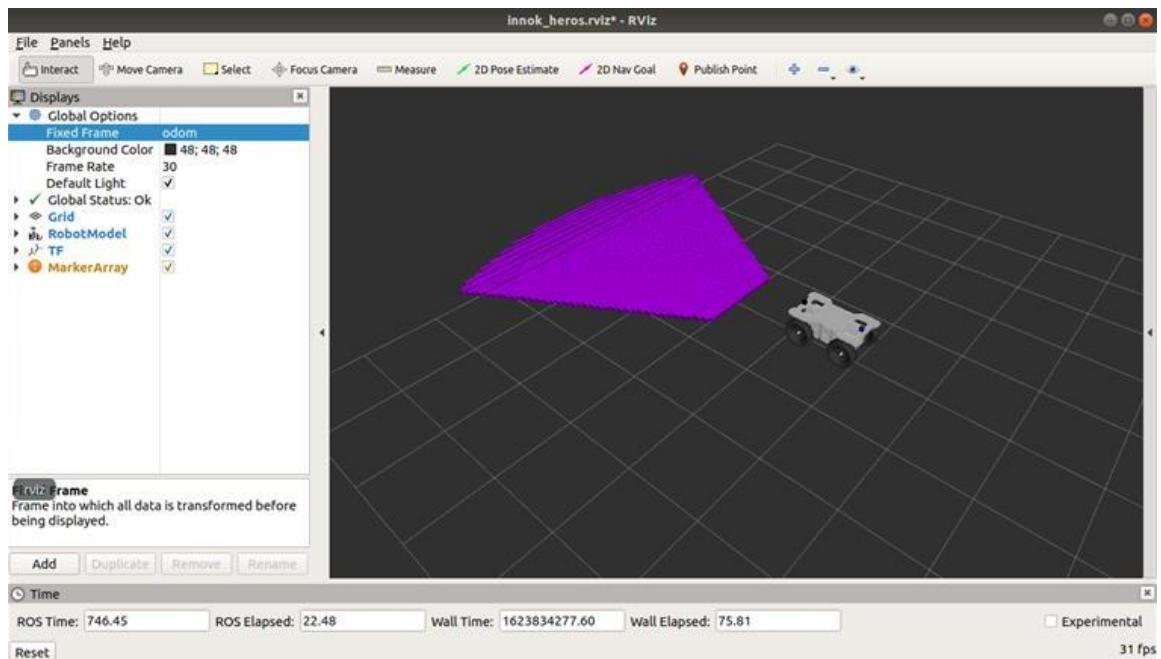 innok_heros.rviz* - RViz
File Panels Help
Interact Move Camera Select Focus Camera Measure 2D Pose Estimate 2D Nav Goal Publish Point
Displays
Global Options
Fixed Frame odom
Background Color 48; 48; 48
Frame Rate 30
Default Light
Global Status: Ok
Grid
RobotModel
TF
MarkerArray
rviz Frame
Frame into which all data is transformed before
being displayed.
Add Duplicate Remove Rename
Time
ROS Time: 746.45 ROS Elapsed: 22.48 Wall Time: 1623834277.60 Wall Elapsed: 75.81 Experimental
Reset 31 fps